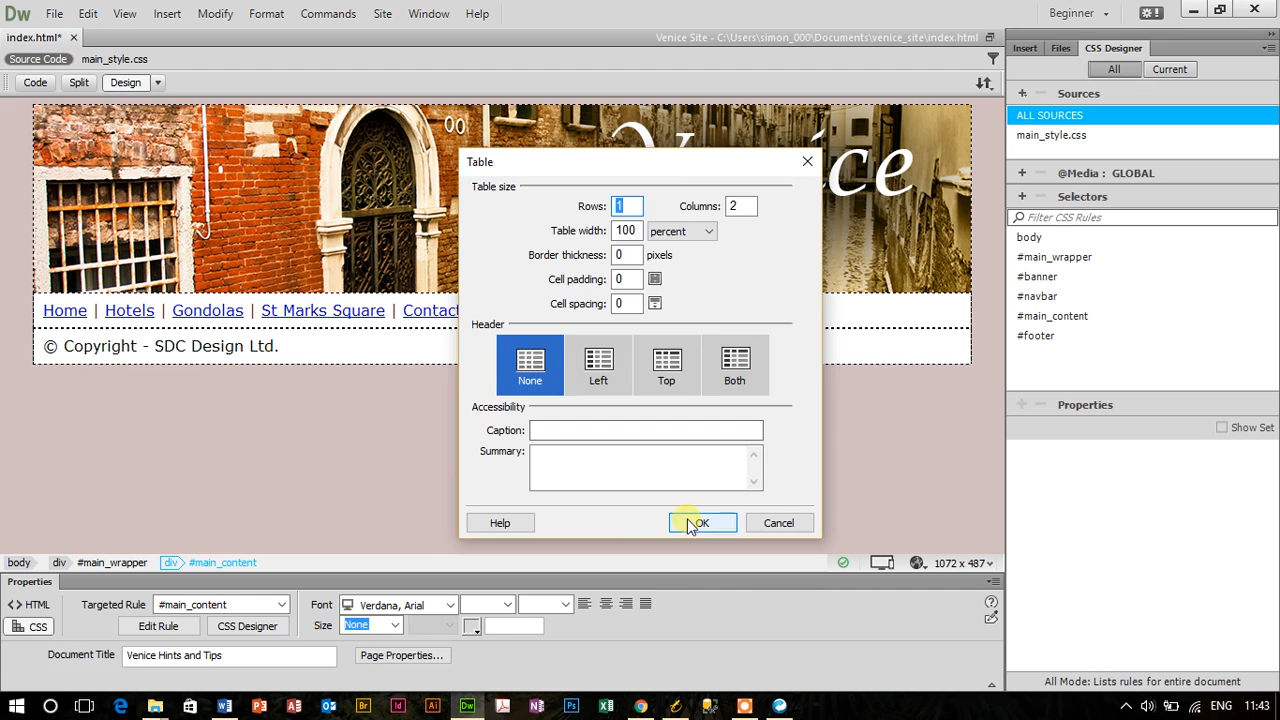 Dw File Edit View Insert Modify Format Commands Site Window Help Beginner
index.html* Venice Site - C:\Users\simon_000\Documents\venice_site\index.html
Source Code main_style.css
Code Split Design
Insert Files CSS Designer
All Current
Sources
ALL SOURCES
main_style.css
@Media : GLOBAL
Selectors
Filter CSS Rules
body
#main_wrapper
#banner
#navbar
#main_content
#footer
Properties
Show Set
Table
Table size
Rows: 1 Columns: 2
Table width: 100 percent
Border thickness: 0 pixels
Cell padding: 0
Cell spacing: 0
Header
None Left Top Both
Accessibility
Caption:
Summary:
Help OK Cancel
Home | Hotels | Gondolas | St Marks Square | Contact
© Copyright - SDC Design Ltd.
body div #main_wrapper div #main_content 1072 x 487
Properties
<> HTML Targeted Rule #main_content Font Verdana, Arial
CSS Edit Rule CSS Designer Size None
Document Title Venice Hints and Tips Page Properties...
All Mode: Lists rules for entire document
ENG 11:43